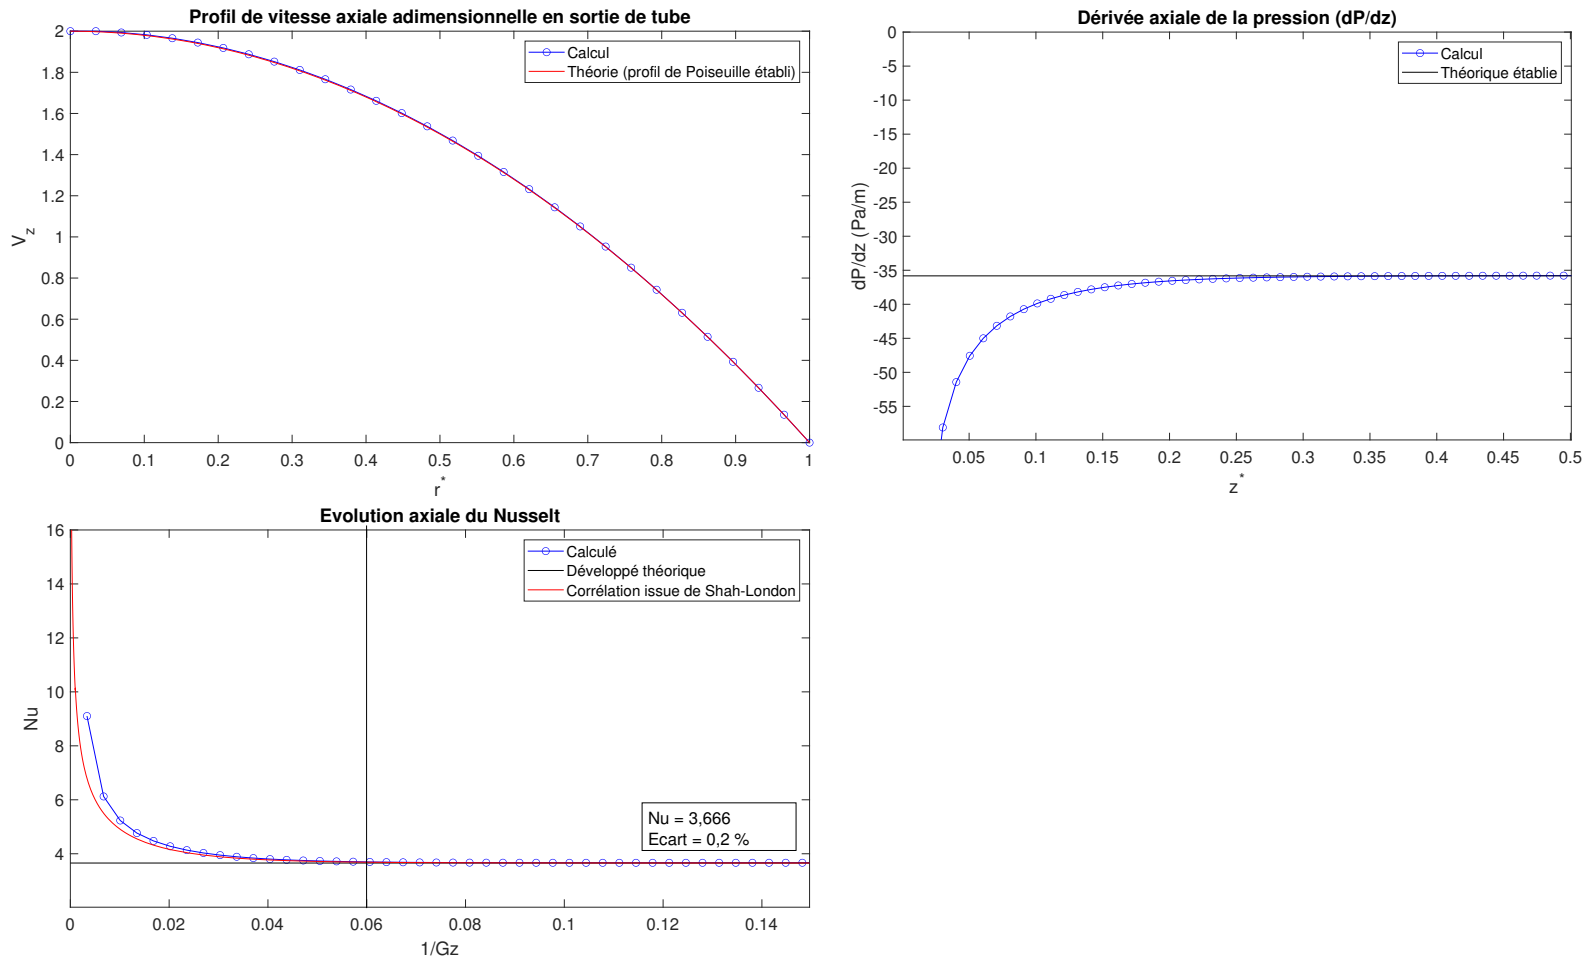 Profil de vitesse axiale adimensionnelle en sortie de tube
2
1.8
1.6
1.4
1.2
1
0.8
0.6
0.4
0.2
0
V_z
Calcul
Théorie (profil de Poiseuille établi)
0 0.1 0.2 0.3 0.4 0.5 0.6 0.7 0.8 0.9 1
r^*
Dérivée axiale de la pression (dP/dz)
0
-5
-10
-15
-20
-25
-30
-35
-40
-45
-50
-55
dP/dz (Pa/m)
Calcul
Théorique établie
0.05 0.1 0.15 0.2 0.25 0.3 0.35 0.4 0.45 0.5
z^*
Evolution axiale du Nusselt
16
14
12
10
8
6
4
Nu
Calculé
Développé théorique
Corrélation issue de Shah-London
Nu = 3,666
Ecart = 0,2 %
0 0.02 0.04 0.06 0.08 0.1 0.12 0.14
1/Gz